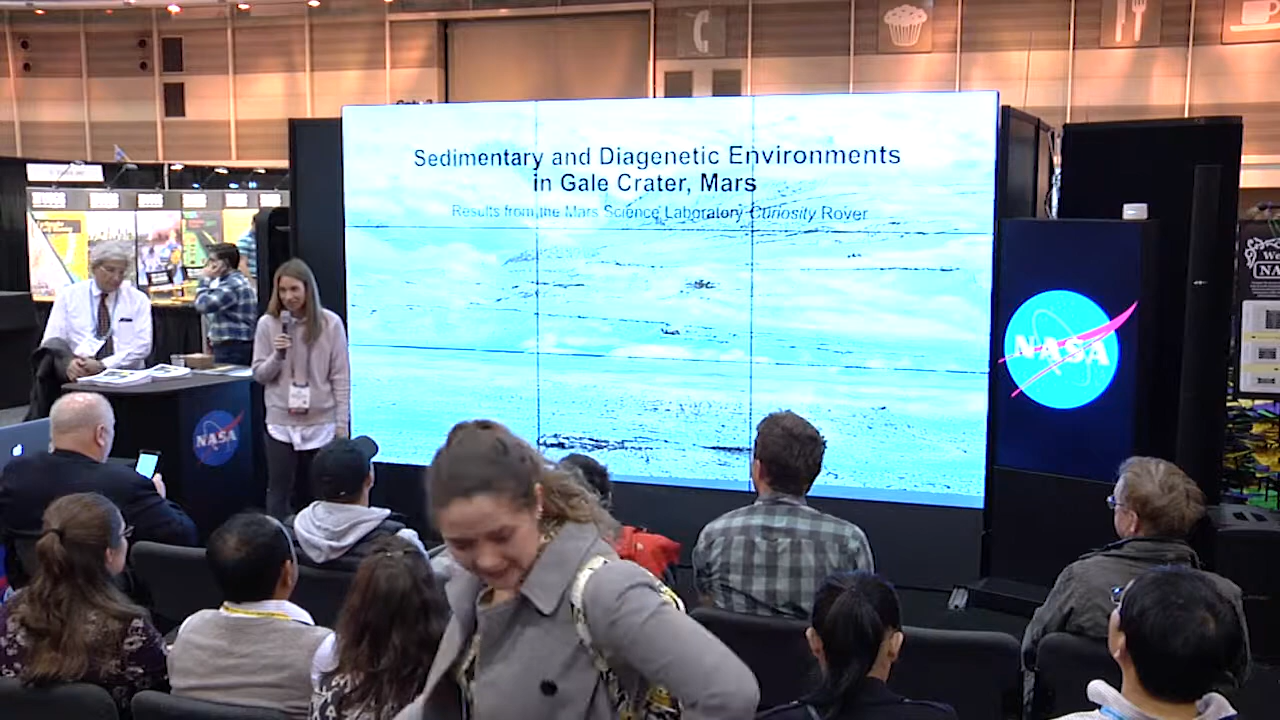 Sedimentary and Diagenetic Environments
in Gale Crater, Mars
Results from the Mars Science Laboratory Curiosity Rover
NASA
NASA